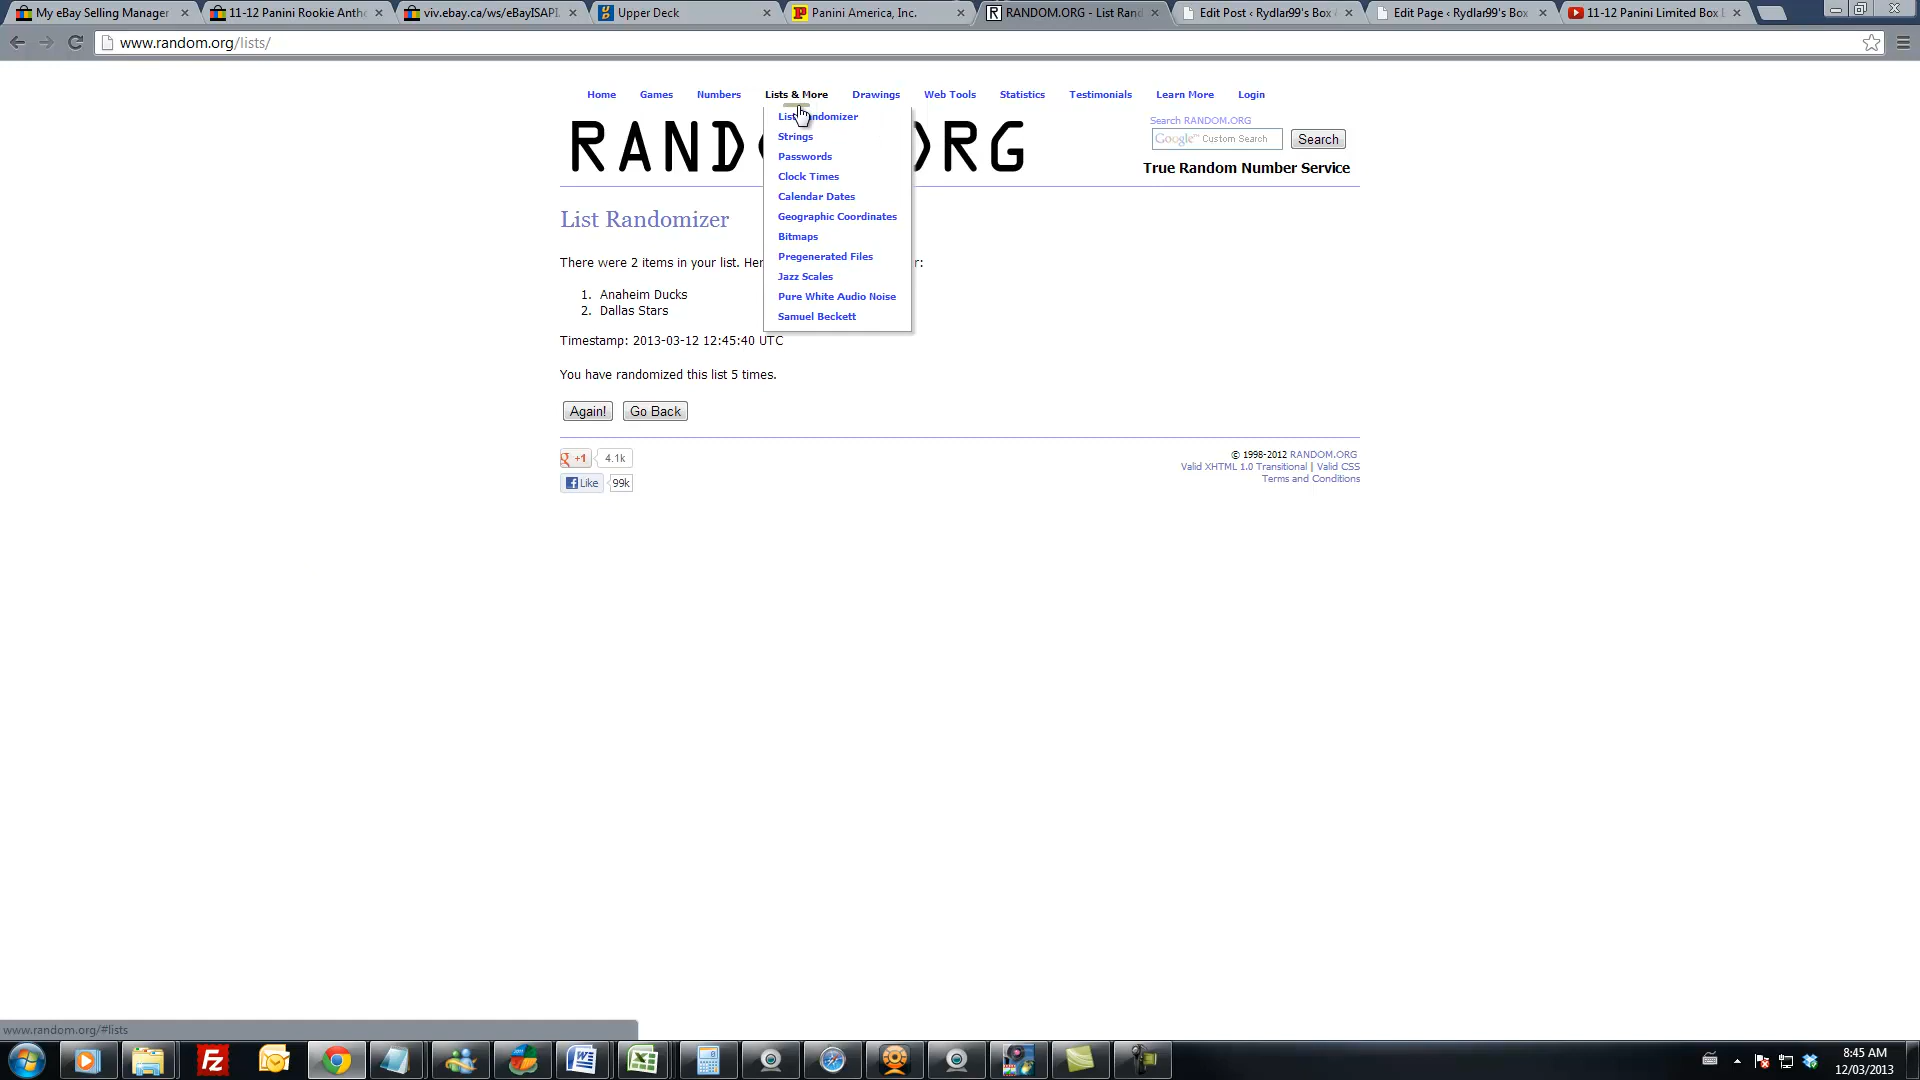 My eBay Selling Manager
11-12 Panini Rookie Anth
viv.ebay.ca/ws/eBayISAPI.
Upper Deck
Panini America, Inc.
RANDOM.ORG - List Rand
Edit Post ‹ Rydlar99's Box
Edit Page ‹ Rydlar99's Box
11-12 Panini Limited Box
www.random.org/lists/
Home Games Numbers Lists & More Drawings Web Tools Statistics Testimonials Learn More Login
List Randomizer
Strings
Passwords
Clock Times
Calendar Dates
Geographic Coordinates
Bitmaps
Pregenerated Files
Jazz Scales
Pure White Audio Noise
Samuel Beckett
RAND RG
Search RANDOM.ORG
Google™ Custom Search
Search
True Random Number Service
List Randomizer
There were 2 items in your list. Her r:
1. Anaheim Ducks
2. Dallas Stars
Timestamp: 2013-03-12 12:45:40 UTC
You have randomized this list 5 times.
Again! Go Back
+1 4.1k
Like 99k
© 1998-2012 RANDOM.ORG
Valid XHTML 1.0 Transitional | Valid CSS
Terms and Conditions
www.random.org/#lists
8:45 AM
12/03/2013